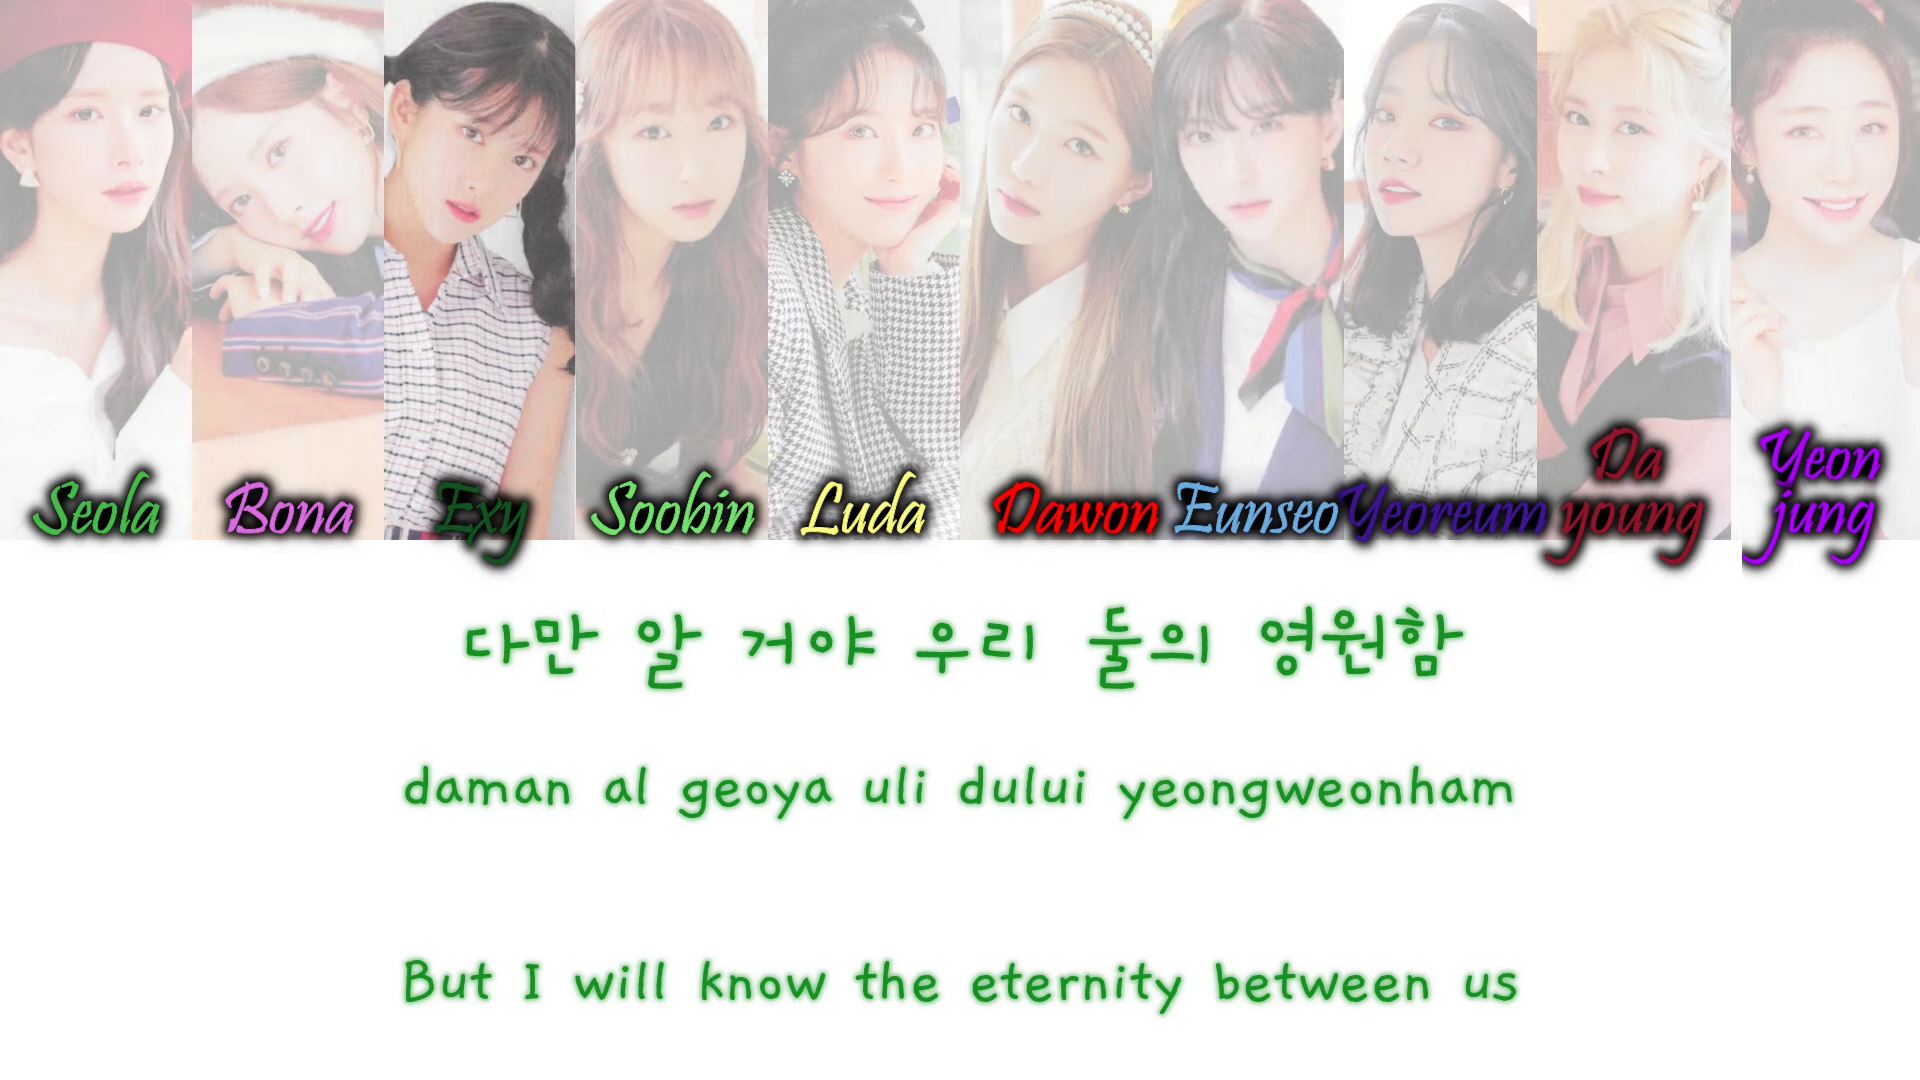 Seola Bona Exy Soobin Luda Dawon Eunseo Yeoreum Da young Yeon jung
다만 알 거야 우리 둘의 영원함
daman al geoya uli dului yeongweonham
But I will know the eternity between us